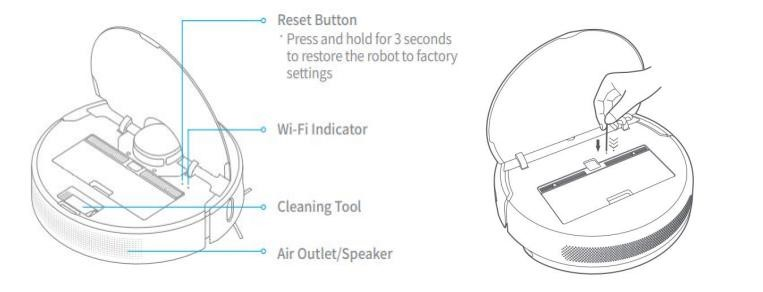 Reset Button
· Press and hold for 3 seconds
to restore the robot to factory
settings
Wi-Fi Indicator
Cleaning Tool
Air Outlet/Speaker